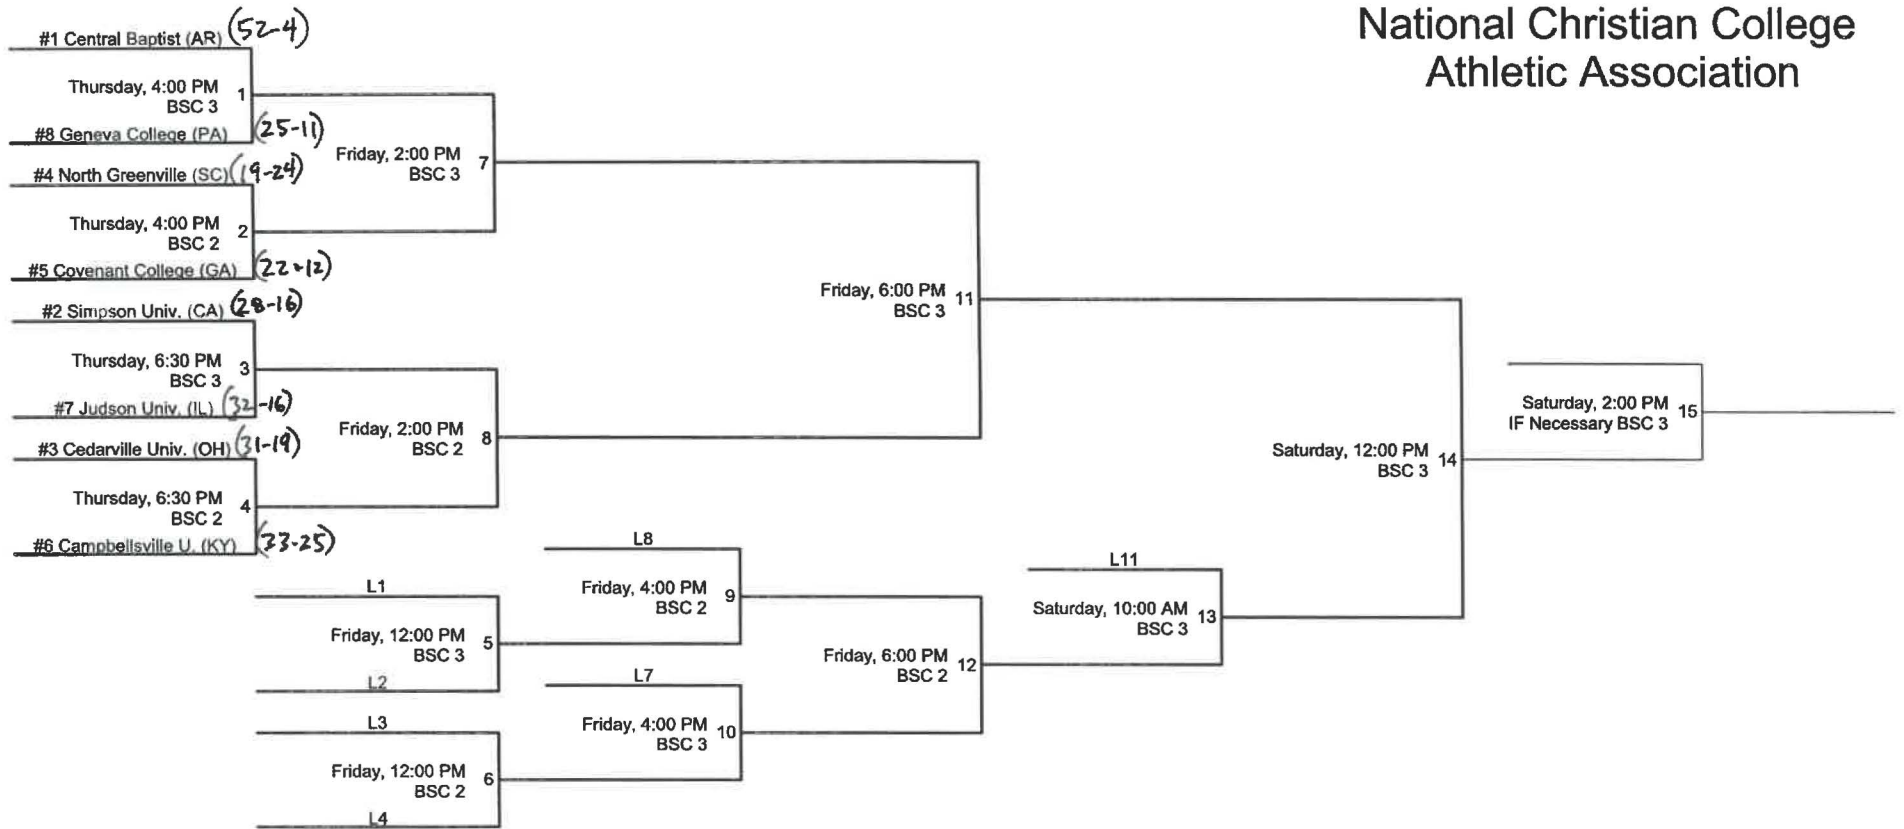 National Christian College
Athletic Association
#1 Central Baptist (AR) (52-4)
Thursday, 4:00 PM
BSC 3
1
#8 Geneva College (PA) (25-11)
Friday, 2:00 PM
BSC 3
7
#4 North Greenville (SC) (19-24)
Thursday, 4:00 PM
BSC 2
2
#5 Covenant College (GA) (22-12)
Friday, 6:00 PM
BSC 3
11
#2 Simpson Univ. (CA) (28-16)
Thursday, 6:30 PM
BSC 3
3
#7 Judson Univ. (IL) (32-16)
Friday, 2:00 PM
BSC 2
8
#3 Cedarville Univ. (OH) (31-19)
Thursday, 6:30 PM
BSC 2
4
#6 Campbellsville U. (KY) (33-25)
Saturday, 12:00 PM
BSC 3
14
Saturday, 2:00 PM
IF Necessary BSC 3
15
L1
Friday, 12:00 PM
BSC 3
5
L2
L8
Friday, 4:00 PM
BSC 2
9
L3
Friday, 12:00 PM
BSC 2
6
L4
L7
Friday, 4:00 PM
BSC 3
10
Friday, 6:00 PM
BSC 2
12
L11
Saturday, 10:00 AM
BSC 3
13